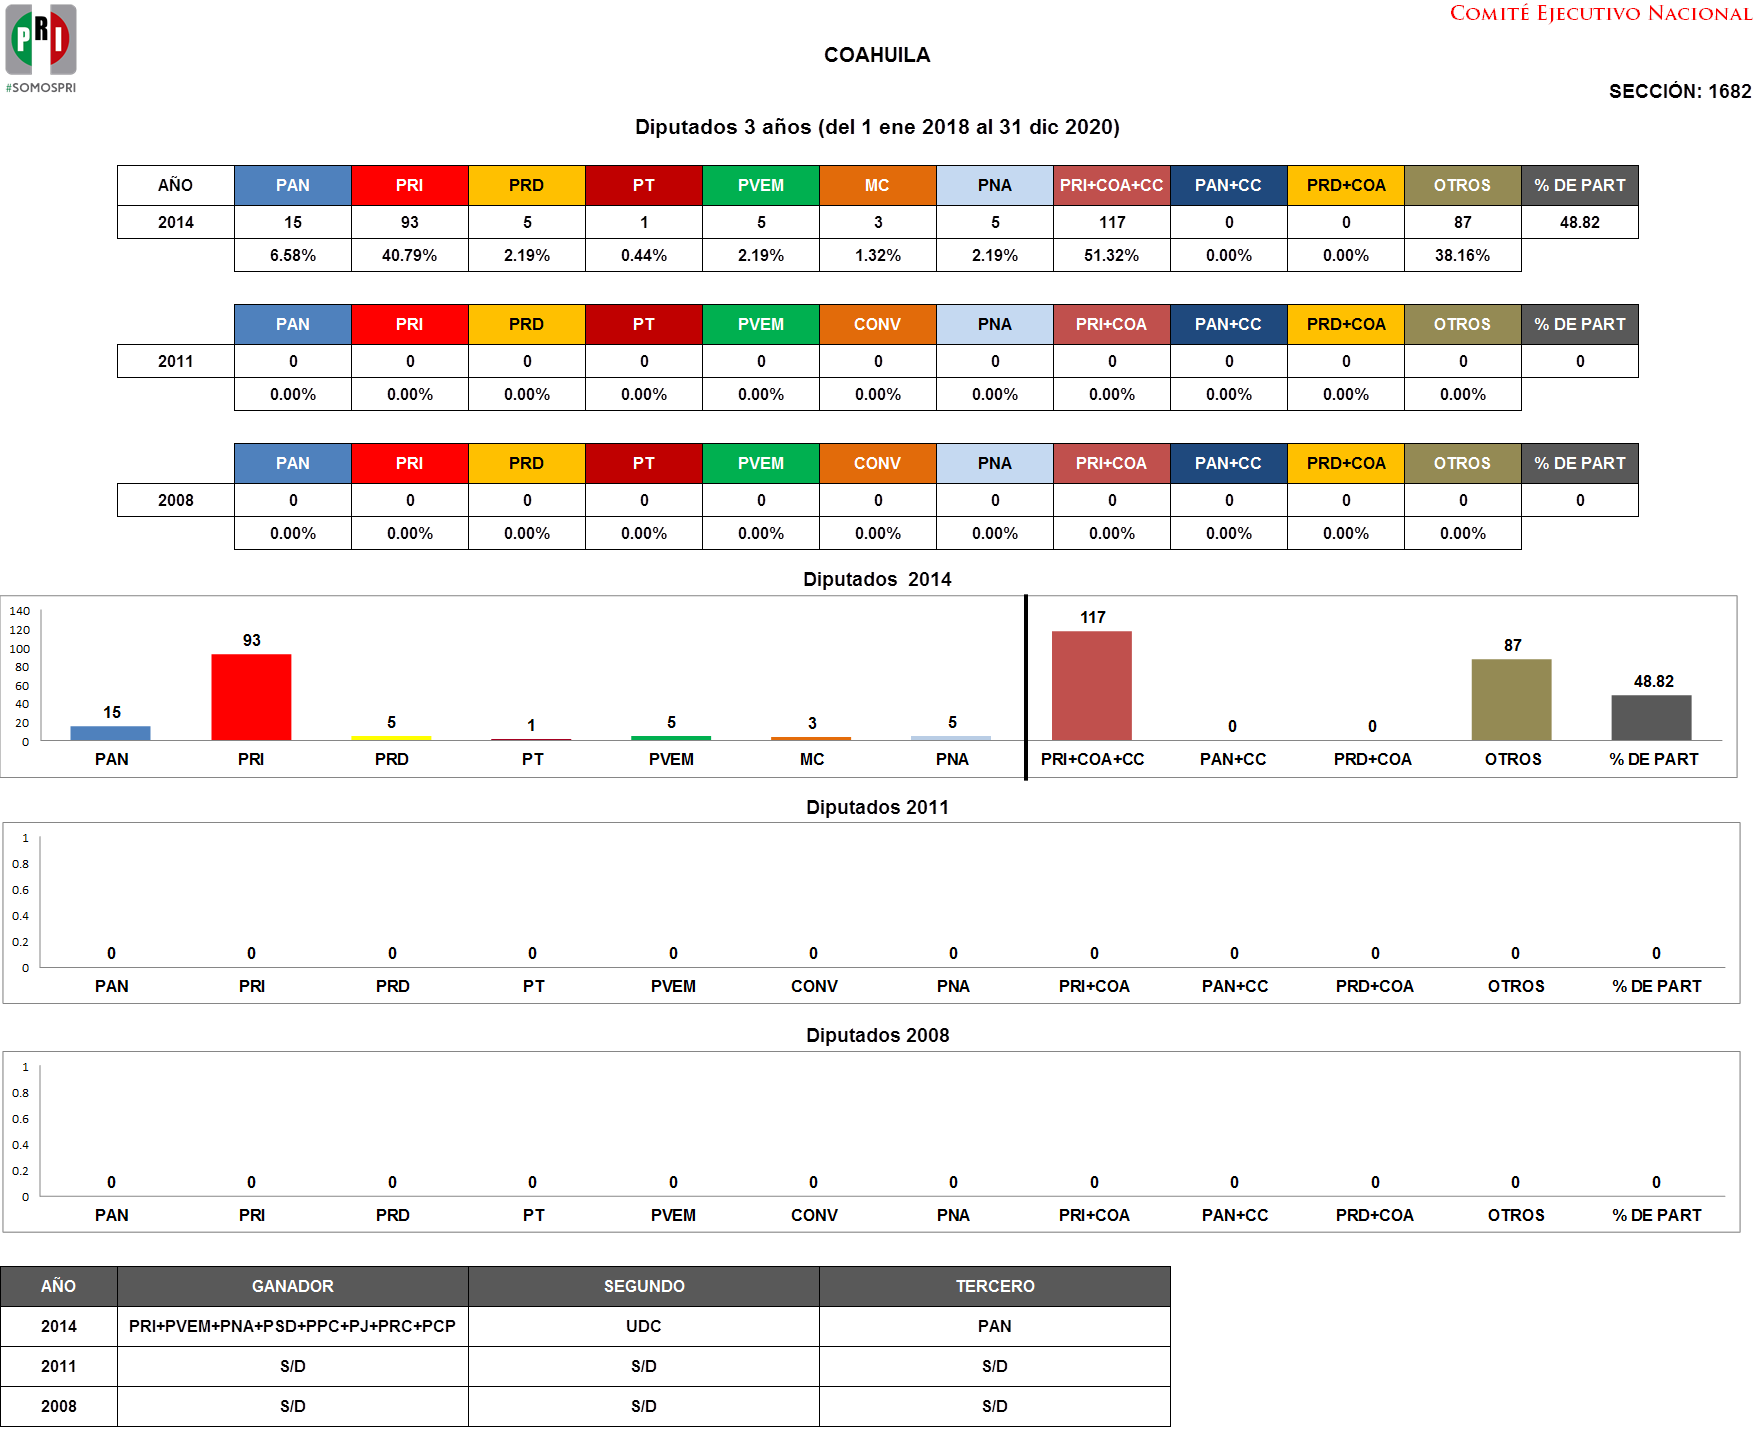 PRI
#SOMOSPRI
COMITÉ EJECUTIVO NACIONAL
COAHUILA
SECCIÓN: 1682
Diputados 3 años (del 1 ene 2018 al 31 dic 2020)
AÑO PAN PRI PRD PT PVEM MC PNA PRI+COA+CC PAN+CC PRD+COA OTROS % DE PART
2014 15 93 5 1 5 3 5 117 0 0 87 48.82
6.58% 40.79% 2.19% 0.44% 2.19% 1.32% 2.19% 51.32% 0.00% 0.00% 38.16%
PAN PRI PRD PT PVEM CONV PNA PRI+COA PAN+CC PRD+COA OTROS % DE PART
2011 0 0 0 0 0 0 0 0 0 0 0 0
0.00% 0.00% 0.00% 0.00% 0.00% 0.00% 0.00% 0.00% 0.00% 0.00% 0.00%
PAN PRI PRD PT PVEM CONV PNA PRI+COA PAN+CC PRD+COA OTROS % DE PART
2008 0 0 0 0 0 0 0 0 0 0 0 0
0.00% 0.00% 0.00% 0.00% 0.00% 0.00% 0.00% 0.00% 0.00% 0.00% 0.00%
Diputados 2014
140
120
100
80
60
40
20
0
15 93 5 1 5 3 5 117 0 0 87 48.82
PAN PRI PRD PT PVEM MC PNA PRI+COA+CC PAN+CC PRD+COA OTROS % DE PART
Diputados 2011
1
0.8
0.6
0.4
0.2
0
0 0 0 0 0 0 0 0 0 0 0 0
PAN PRI PRD PT PVEM CONV PNA PRI+COA PAN+CC PRD+COA OTROS % DE PART
Diputados 2008
1
0.8
0.6
0.4
0.2
0
0 0 0 0 0 0 0 0 0 0 0 0
PAN PRI PRD PT PVEM CONV PNA PRI+COA PAN+CC PRD+COA OTROS % DE PART
AÑO GANADOR SEGUNDO TERCERO
2014 PRI+PVEM+PNA+PSD+PPC+PJ+PRC+PCP UDC PAN
2011 S/D S/D S/D
2008 S/D S/D S/D